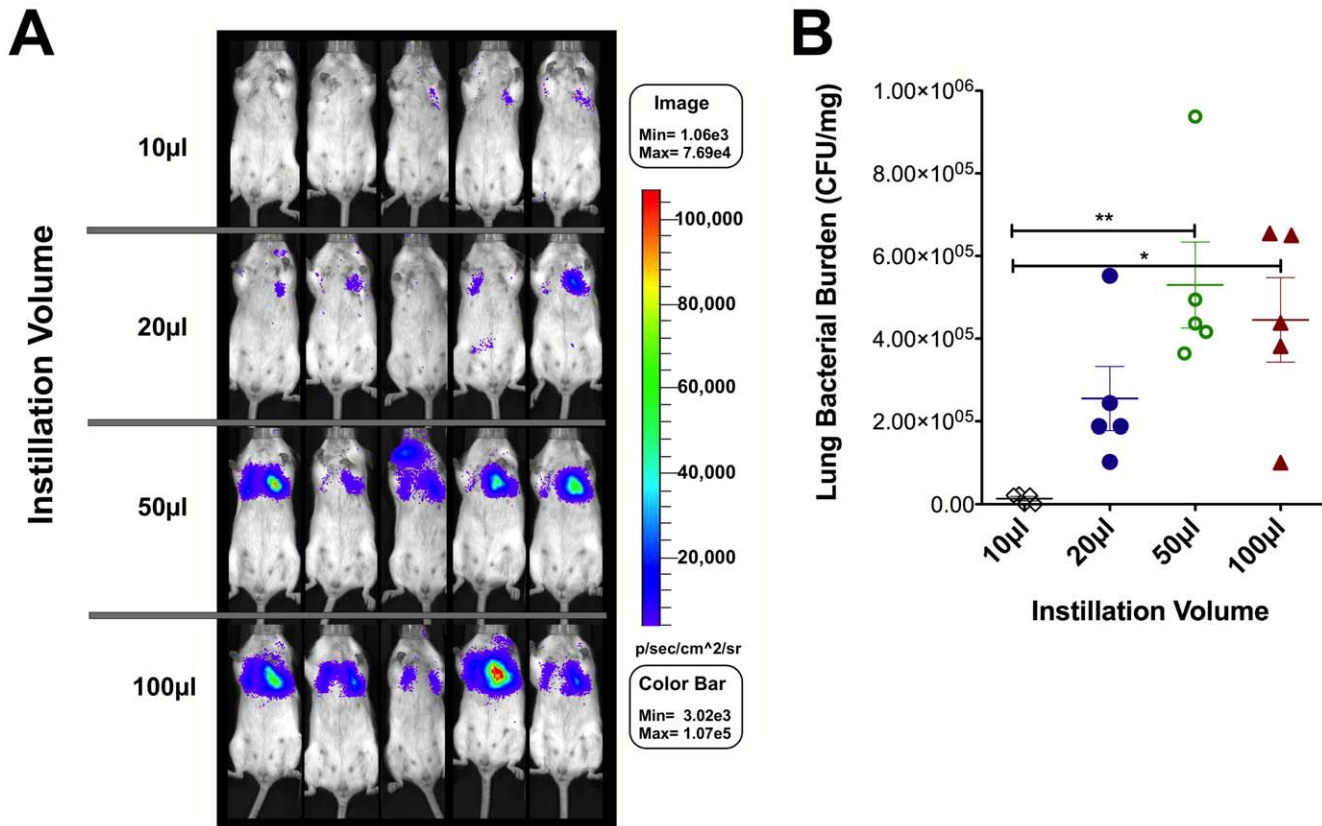 A
Instillation Volume
10µl
20µl
50µl
100µl
Image
Min= 1.06e3
Max= 7.69e4
100,000
80,000
60,000
40,000
20,000
p/sec/cm^2/sr
Color Bar
Min= 3.02e3
Max= 1.07e5
B
Lung Bacterial Burden (CFU/mg)
1.00×10⁰⁶
8.00×10⁰⁵
6.00×10⁰⁵
4.00×10⁰⁵
2.00×10⁰⁵
0.00
**
*
10µl
20µl
50µl
100µl
Instillation Volume